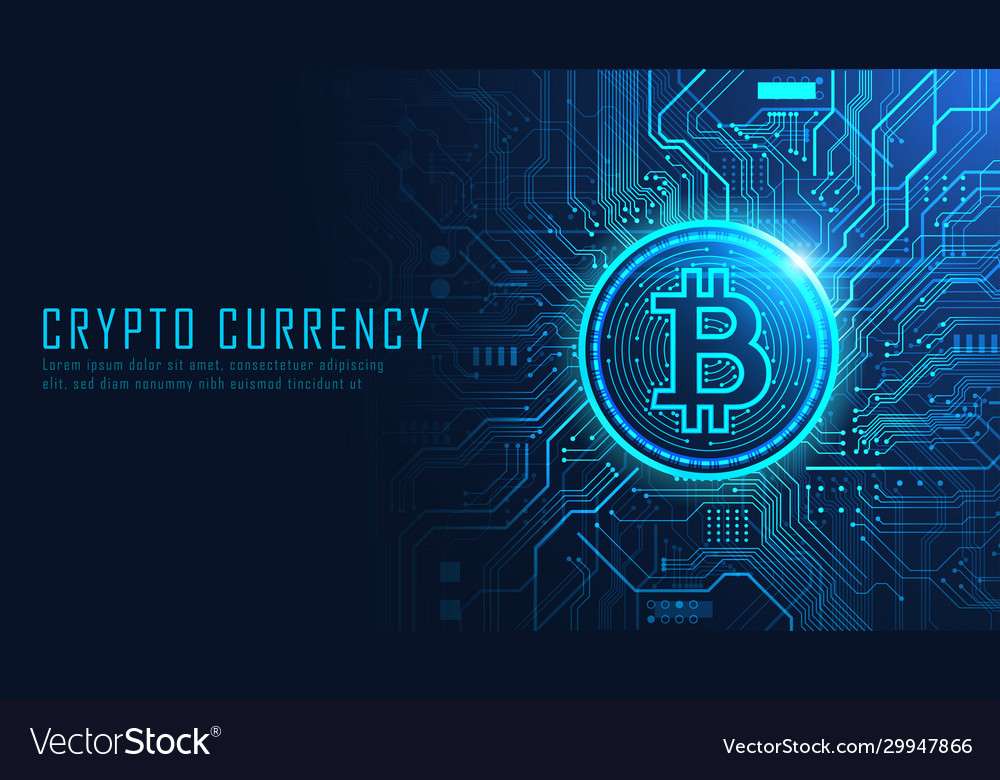 CRYPTO CURRENCY
Lorem ipsum dolor sit amet, consectetuer adipiscing
elit, sed diam nonummy nibh euismod tincidunt ut
VectorStock®
VectorStock.com/29947866